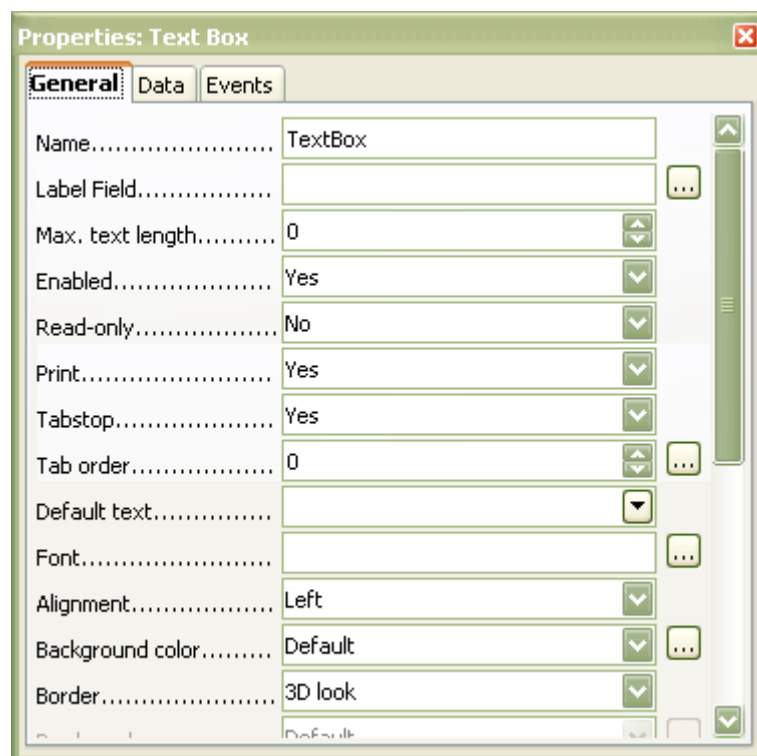 Properties: Text Box
General Data Events
Name....................... TextBox
Label Field.................
Max. text length.......... 0
Enabled.................... Yes
Read-only.................. No
Print....................... Yes
Tabstop.................... Yes
Tab order.................. 0
Default text...............
Font........................
Alignment.................. Left
Background color......... Default
Border..................... 3D look
Default